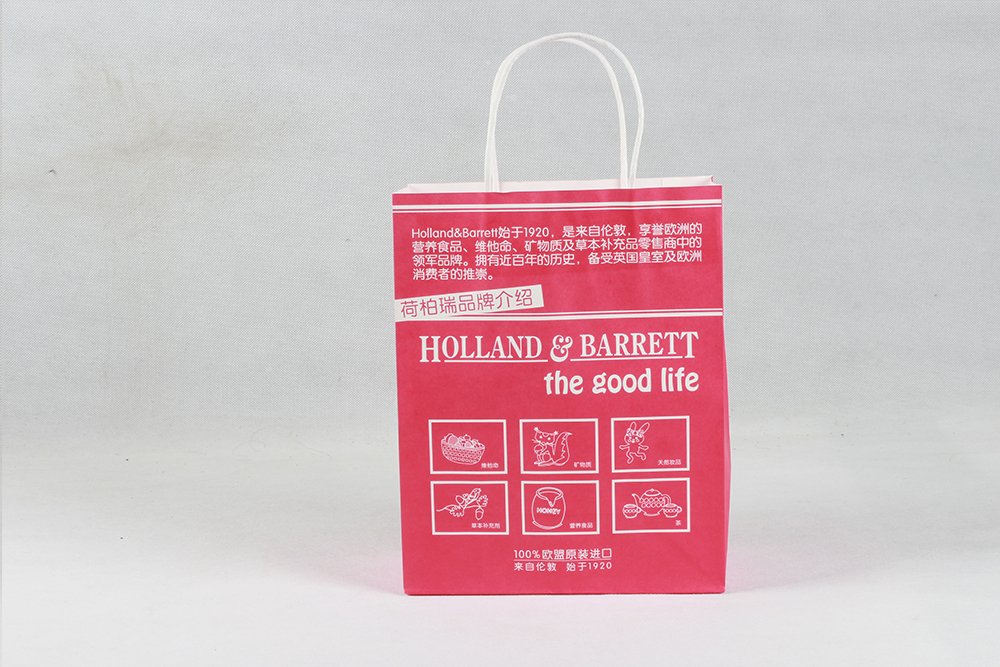 Holland&Barrett始于1920，是来自伦敦，享誉欧洲的
营养食品、维他命、矿物质及草本补充品零售商中的
领军品牌。拥有近百年的历史，备受英国皇室及欧洲
消费者的推崇。
荷柏瑞品牌介绍
HOLLAND & BARRETT
the good life
维他命
矿物质
天然妆品
草本补充剂
HONEY
营养食品
茶
100%欧盟原装进口
来自伦敦 始于1920